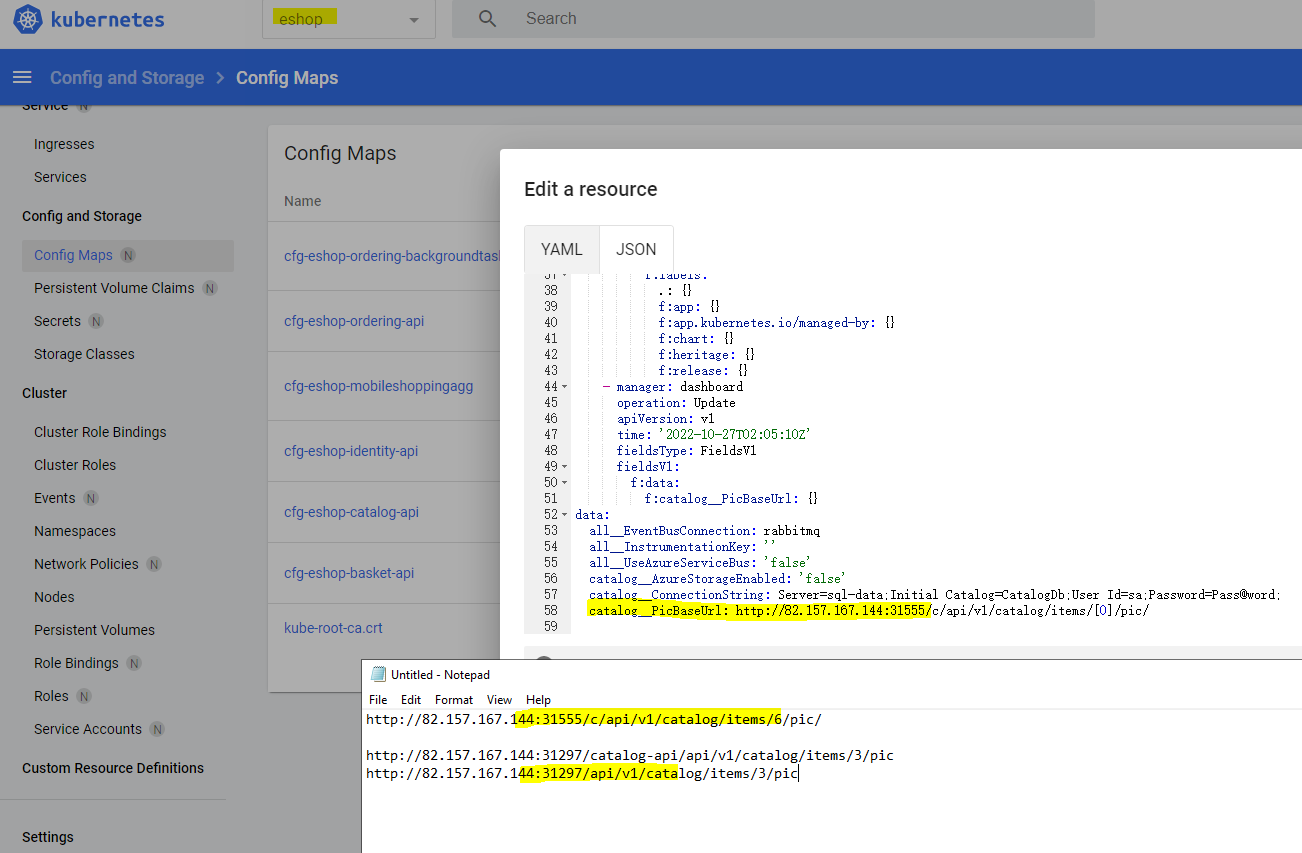 kubernetes
eshop
Search
Config and Storage
Config Maps
Service N
Ingresses
Services
Config and Storage
Config Maps N
Persistent Volume Claims N
Secrets N
Storage Classes
Cluster
Cluster Role Bindings
Cluster Roles
Events N
Namespaces
Network Policies N
Nodes
Persistent Volumes
Role Bindings N
Roles N
Service Accounts N
Custom Resource Definitions
Settings
Config Maps
Name
cfg-eshop-ordering-backgroundtas
cfg-eshop-ordering-api
cfg-eshop-mobileshoppingagg
cfg-eshop-identity-api
cfg-eshop-catalog-api
cfg-eshop-basket-api
kube-root-ca.crt
Edit a resource
YAML
JSON
37 f:labels:
38 .: {}
39 f:app: {}
40 f:app.kubernetes.io/managed-by: {}
41 f:chart: {}
42 f:heritage: {}
43 f:release: {}
44 - manager: dashboard
45 operation: Update
46 apiVersion: v1
47 time: '2022-10-27T02:05:10Z'
48 fieldsType: FieldsV1
49 fieldsV1:
50 f:data:
51 f:catalog__PicBaseUrl: {}
52 data:
53 all__EventBusConnection: rabbitmq
54 all__InstrumentationKey: ''
55 all__UseAzureServiceBus: 'false'
56 catalog__AzureStorageEnabled: 'false'
57 catalog__ConnectionString: Server=sql-data;Initial Catalog=CatalogDb;User Id=sa;Password=Pass@word;
58 catalog__PicBaseUrl: http://82.157.167.144:31555/c/api/v1/catalog/items/[0]/pic/
59
Untitled - Notepad
File Edit Format View Help
http://82.157.167.144:31555/c/api/v1/catalog/items/6/pic/
http://82.157.167.144:31297/catalog-api/api/v1/catalog/items/3/pic
http://82.157.167.144:31297/api/v1/catalog/items/3/pic